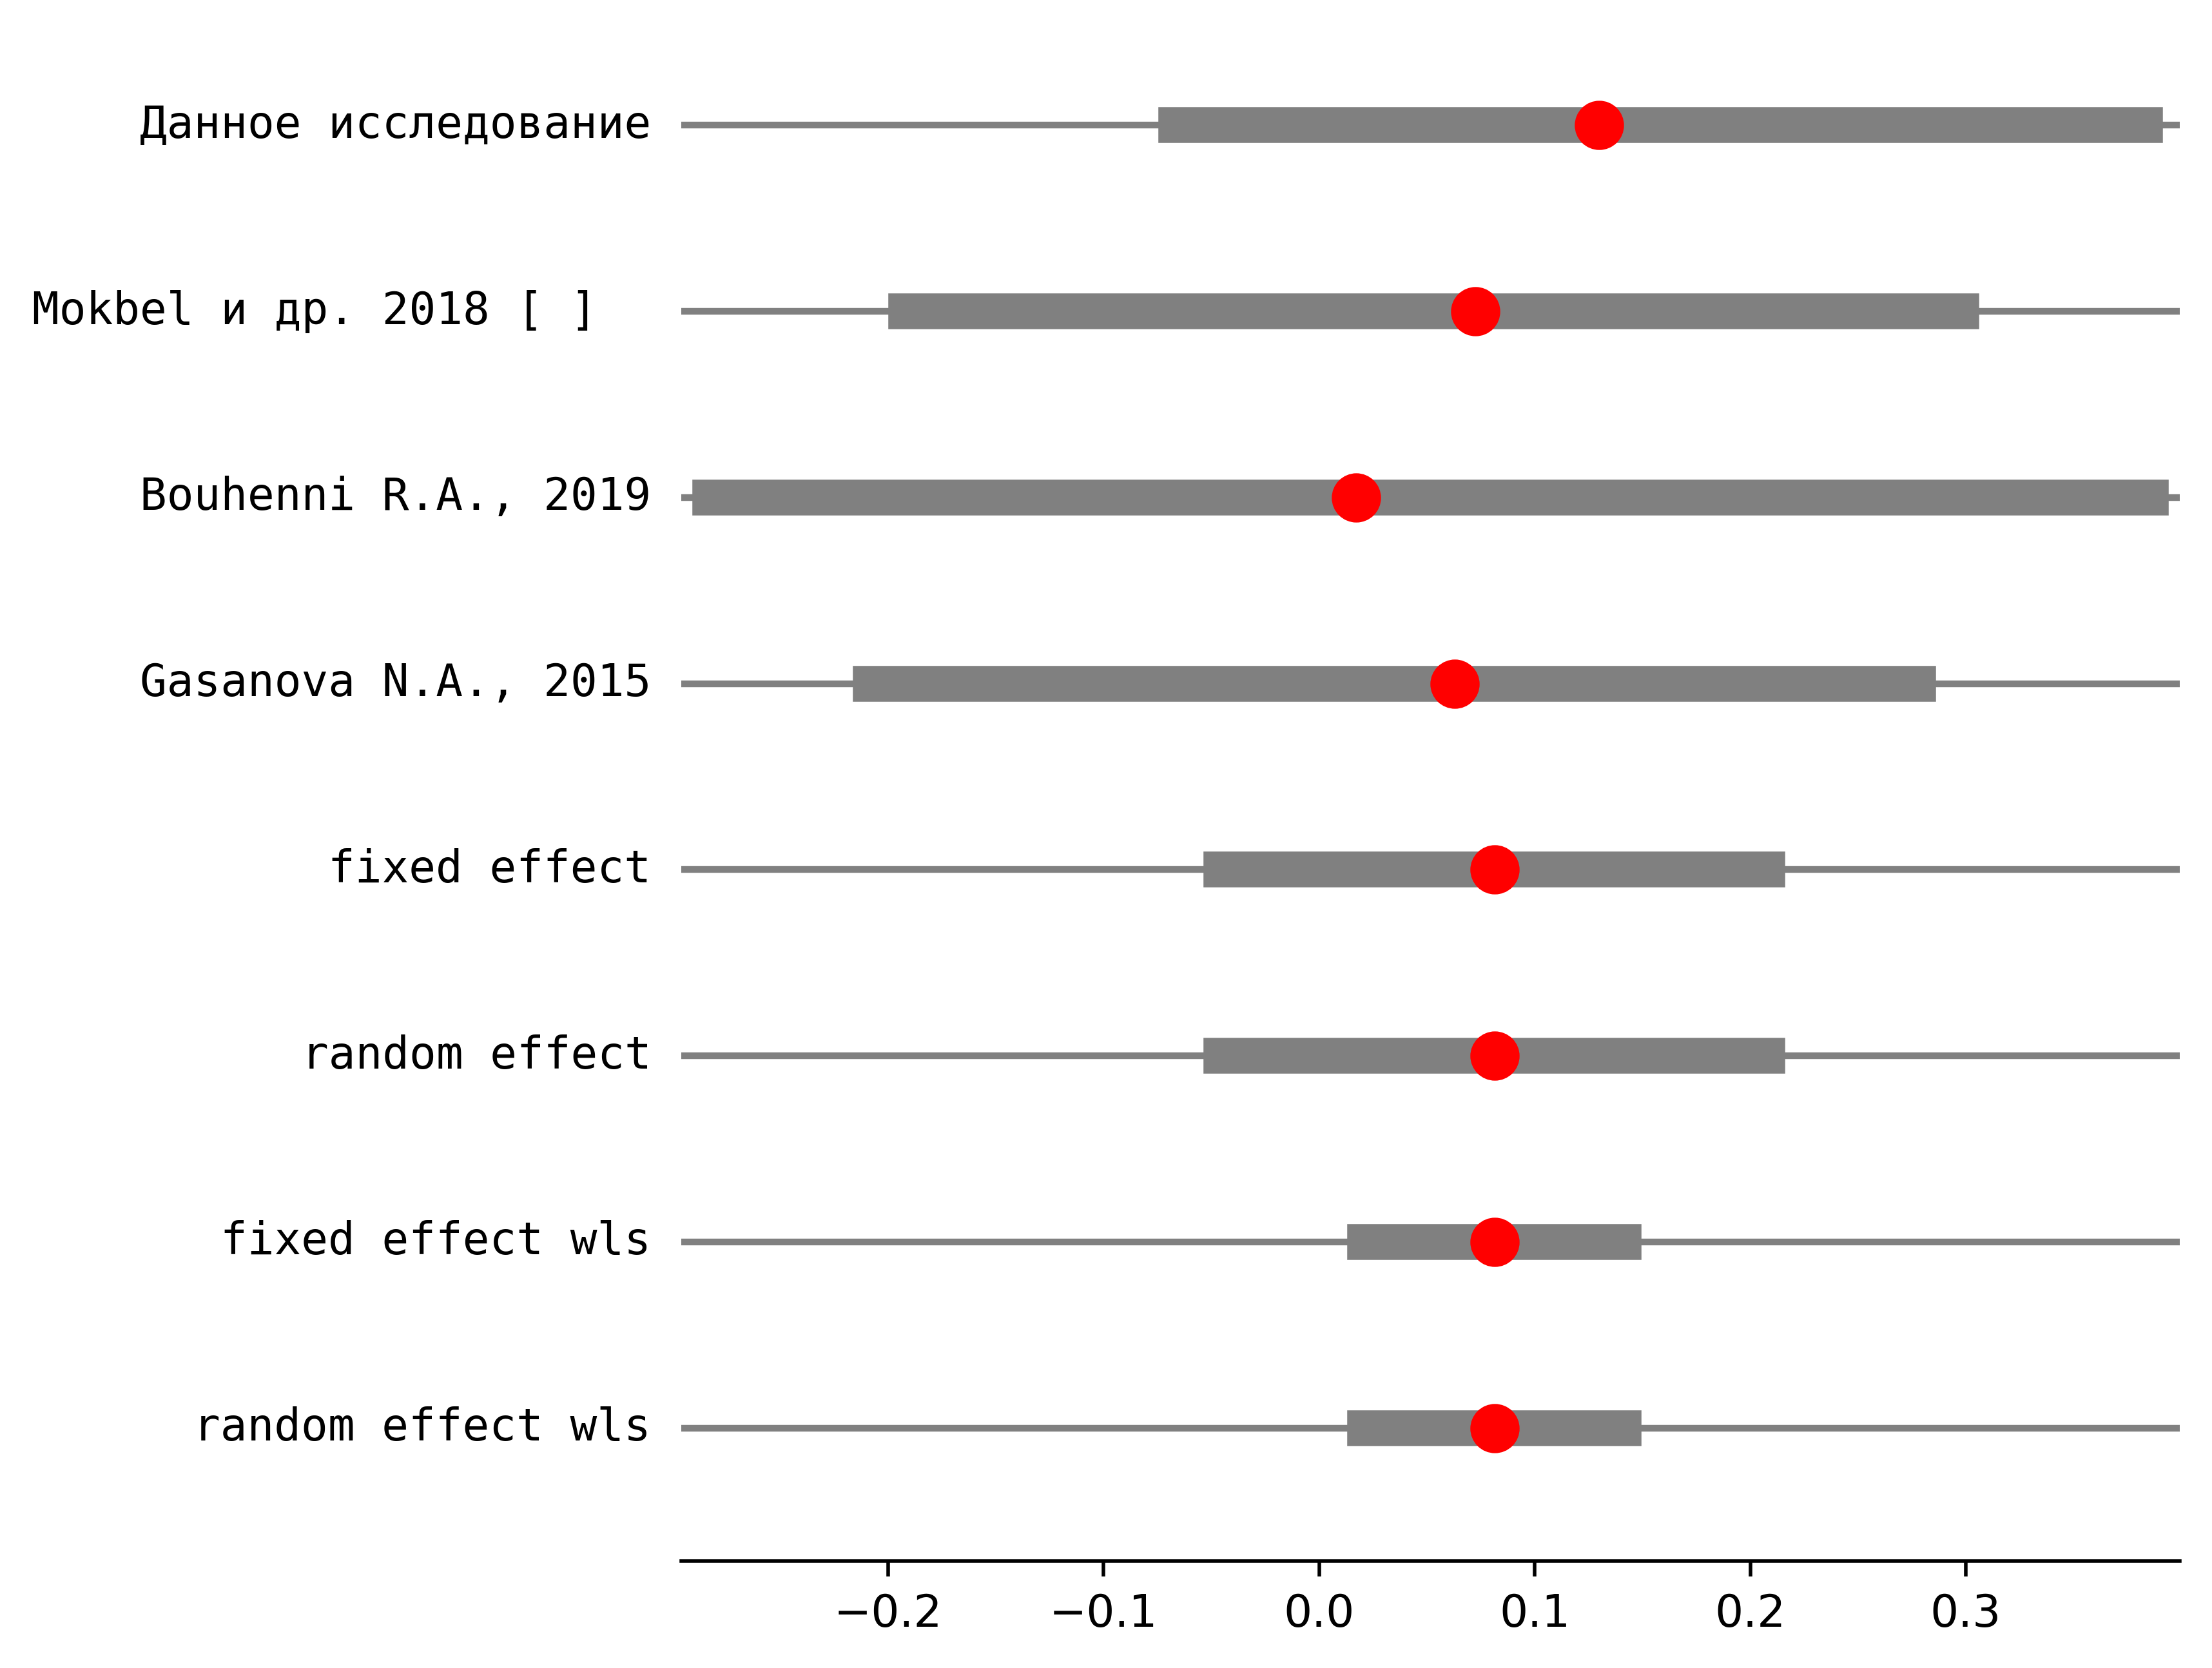 Данное исследование
Mokbel и др. 2018 [ ]
Bouhenni R.A., 2019
Gasanova N.A., 2015
fixed effect
random effect
fixed effect wls
random effect wls
−0.2 −0.1 0.0 0.1 0.2 0.3